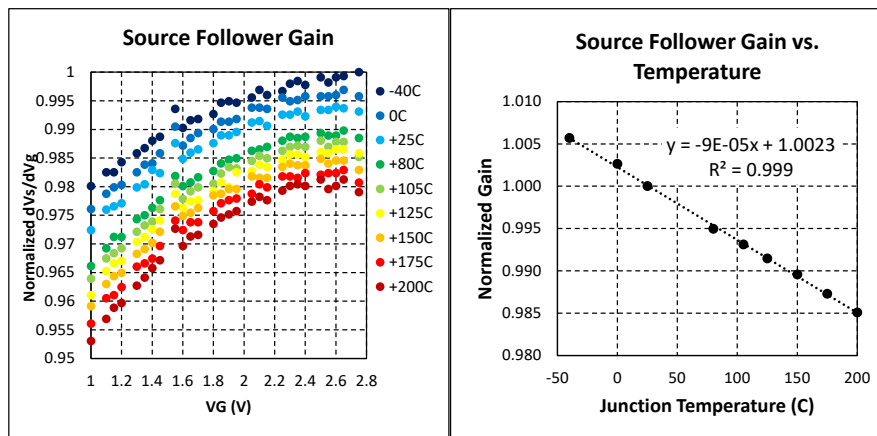 Source Follower Gain
Normalized dVs/dVg
1
0.995
0.99
0.985
0.98
0.975
0.97
0.965
0.96
0.955
0.95
1
1.2
1.4
1.6
1.8
2
2.2
2.4
2.6
2.8
VG (V)
-40C
0C
+25C
+80C
+105C
+125C
+150C
+175C
+200C
Source Follower Gain vs.
Temperature
Normalized Gain
1.010
1.005
1.000
0.995
0.990
0.985
0.980
y = -9E-05x + 1.0023
R² = 0.999
-50
0
50
100
150
200
Junction Temperature (C)